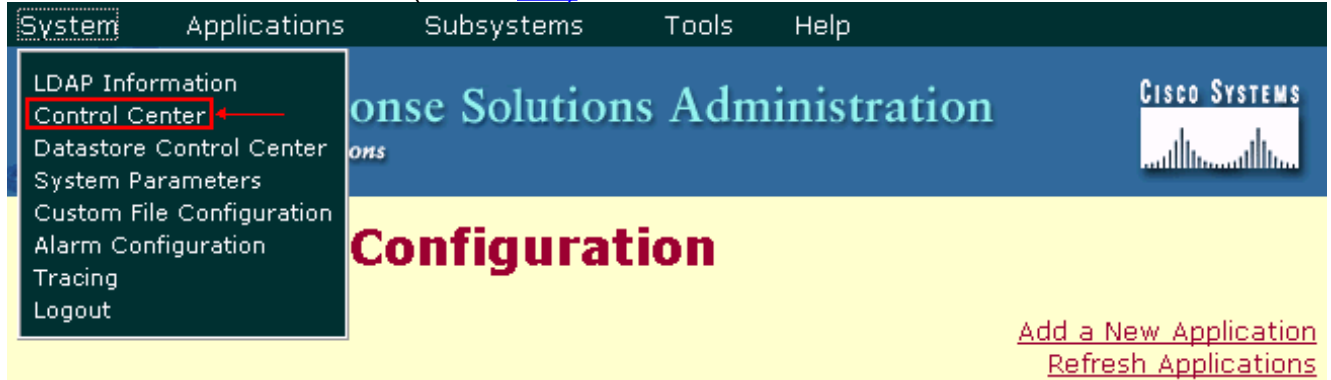 System Applications Subsystems Tools Help
LDAP Information
Control Center
Datastore Control Center
System Parameters
Custom File Configuration
Alarm Configuration
Tracing
Logout
onse Solutions Administration
ons
CISCO SYSTEMS
Configuration
Add a New Application
Refresh Applications